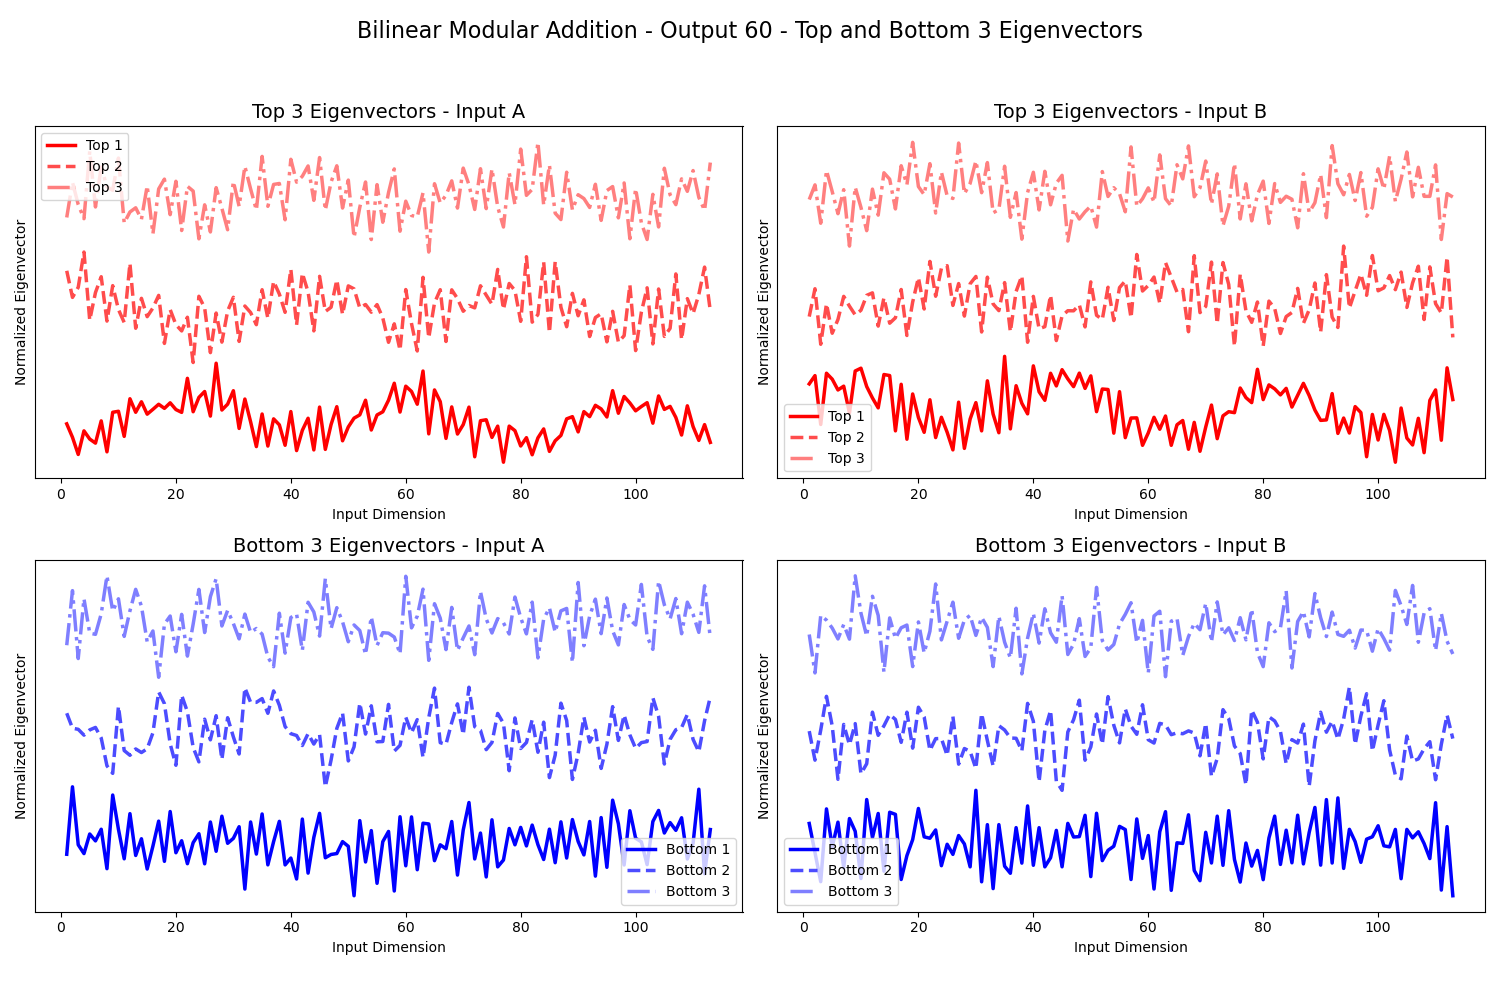 Bilinear Modular Addition - Output 60 - Top and Bottom 3 Eigenvectors
Top 3 Eigenvectors - Input A
Top 1
Top 2
Top 3
Normalized Eigenvector
0 20 40 60 80 100
Input Dimension
Top 3 Eigenvectors - Input B
Top 1
Top 2
Top 3
Normalized Eigenvector
0 20 40 60 80 100
Input Dimension
Bottom 3 Eigenvectors - Input A
Bottom 1
Bottom 2
Bottom 3
Normalized Eigenvector
0 20 40 60 80 100
Input Dimension
Bottom 3 Eigenvectors - Input B
Bottom 1
Bottom 2
Bottom 3
Normalized Eigenvector
0 20 40 60 80 100
Input Dimension